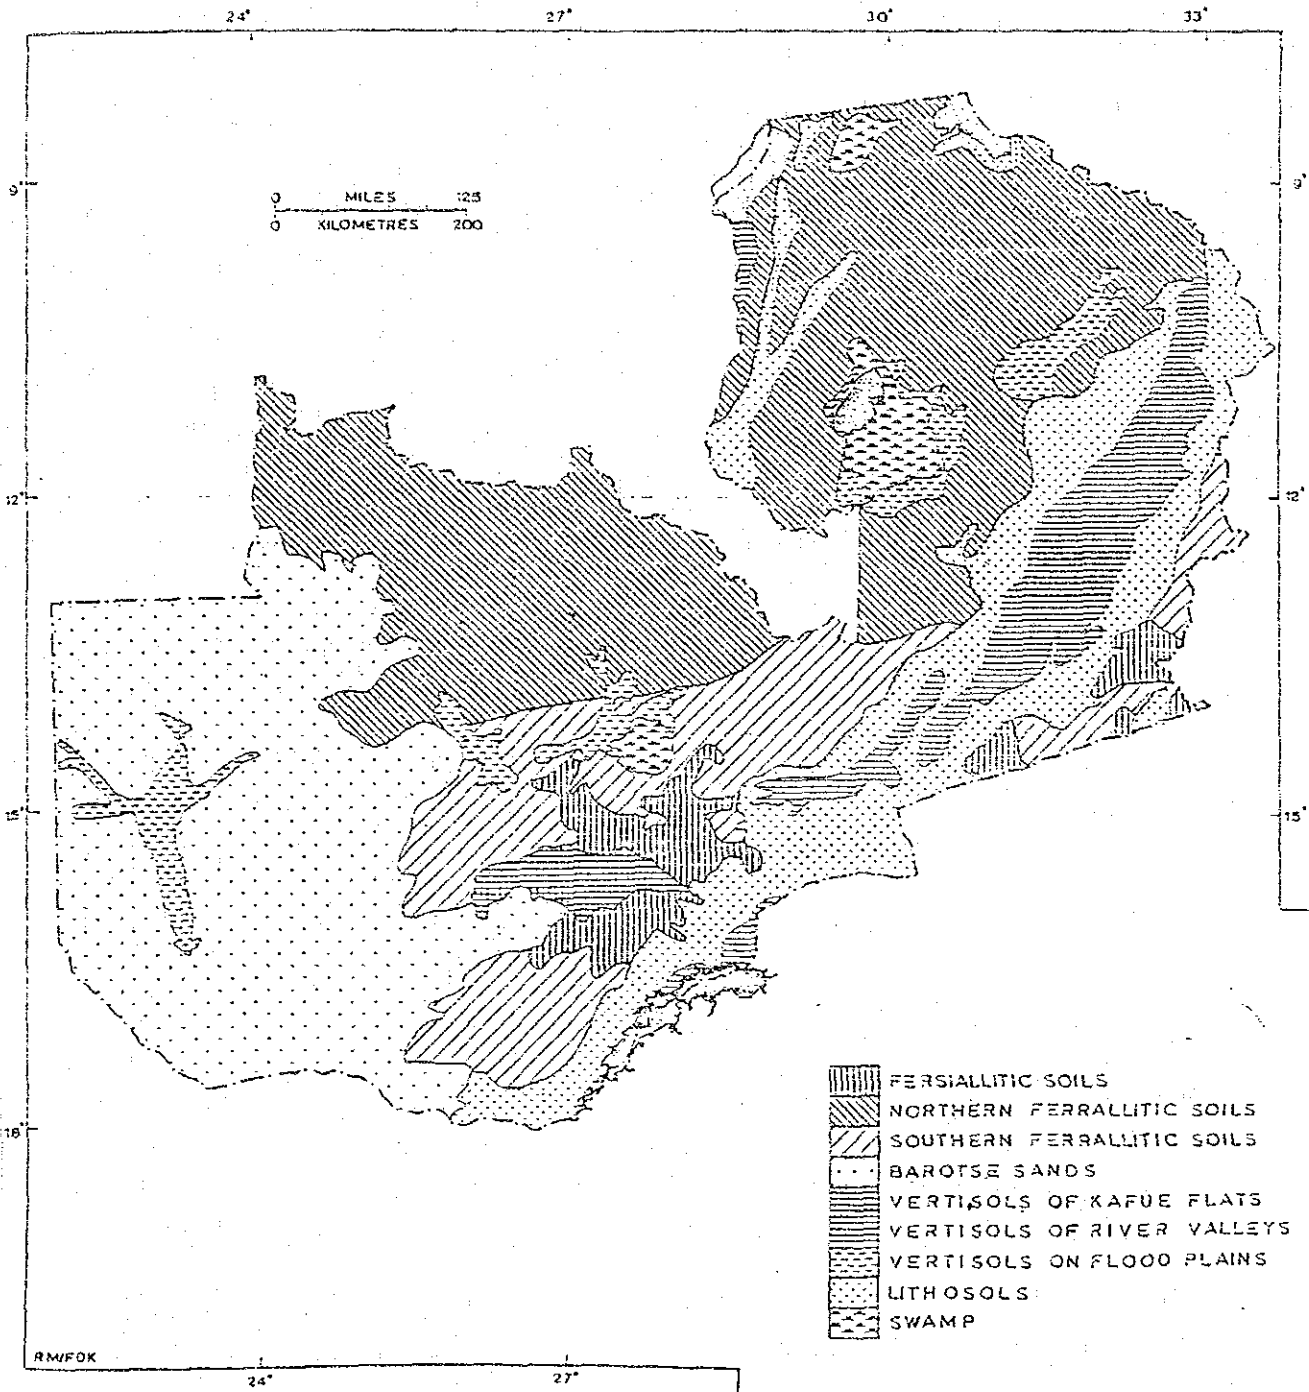 24° 27° 30° 33°
9° 9°
0 MILES 125
0 KILOMETRES 200
12° 12°
15° 15°
18°
FERSIALLITIC SOILS
NORTHERN FERRALLITIC SOILS
SOUTHERN FERRALLITIC SOILS
BAROTSE SANDS
VERTISOLS OF KAFUE FLATS
VERTISOLS OF RIVER VALLEYS
VERTISOLS ON FLOOD PLAINS
LITHOSOLS
SWAMP
RM/FOK
24° 27°